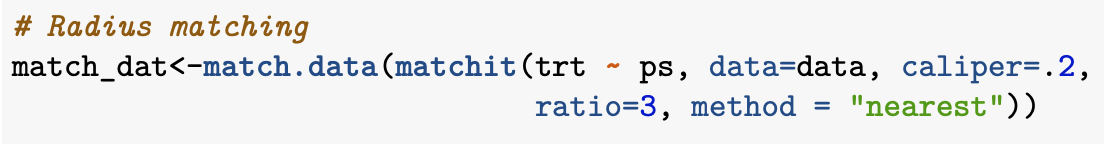 # Radius matching
match_dat<-match.data(matchit(trt ~ ps, data=data, caliper=.2,
ratio=3, method = "nearest"))